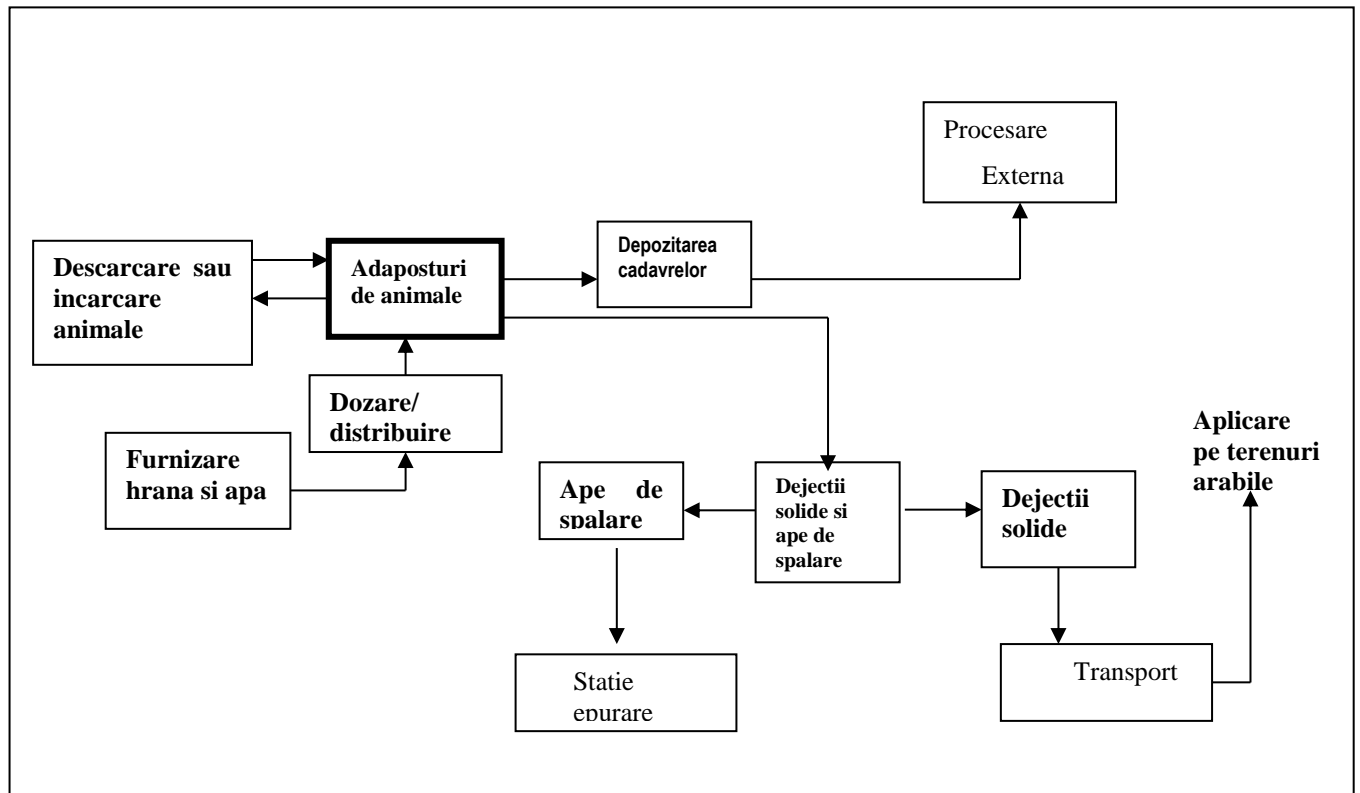 Procesare
Externa
Descarcare sau
incarcare
animale
Adaposturi
de animale
Depozitarea
cadavrelor
Dozare/
distribuire
Furnizare
hrana si apa
Aplicare
pe terenuri
arabile
Ape de
spalare
Dejectii
solide si
ape de
spalare
Dejectii
solide
Statie
epurare
Transport